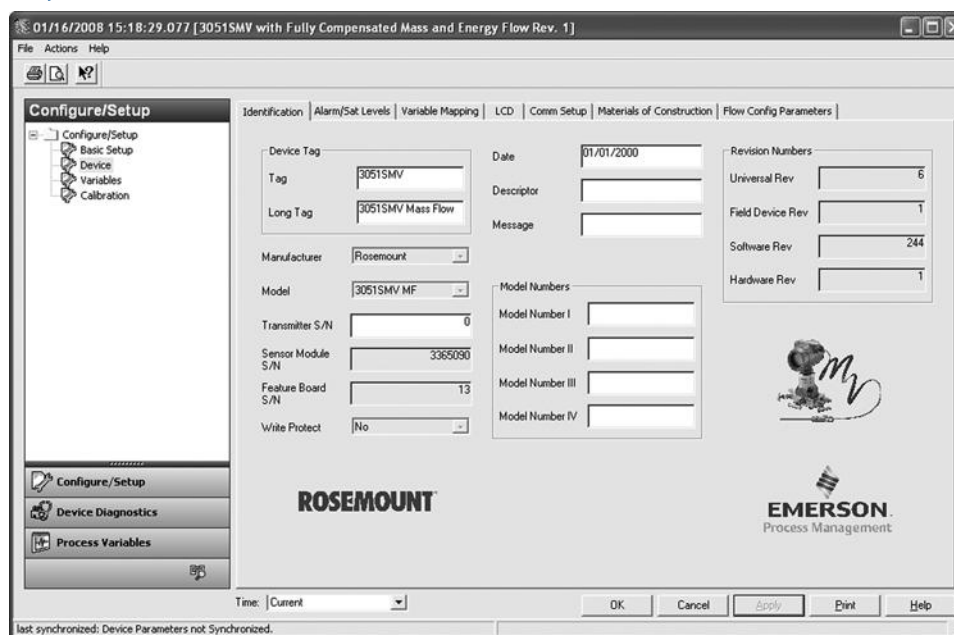 01/16/2008 15:18:29.077 [3051SMV with Fully Compensated Mass and Energy Flow Rev. 1]
File Actions Help
Configure/Setup
Configure/Setup
Basic Setup
Device
Variables
Calibration
Configure/Setup
Device Diagnostics
Process Variables
Identification Alarm/Sat Levels Variable Mapping LCD Comm Setup Materials of Construction Flow Config Parameters
Device Tag
Tag 3051SMV
Long Tag 3051SMV Mass Flow
Manufacturer Rosemount
Model 3051SMV MF
Transmitter S/N 0
Sensor Module S/N 3365090
Feature Board S/N 13
Write Protect No
Date 01/01/2000
Descriptor
Message
Model Numbers
Model Number I
Model Number II
Model Number III
Model Number IV
Revision Numbers
Universal Rev 6
Field Device Rev 1
Software Rev 244
Hardware Rev 1
MV
ROSEMOUNT
EMERSON.
Process Management
Time: Current
OK Cancel Apply Print Help
last synchronized: Device Parameters not Synchronized.